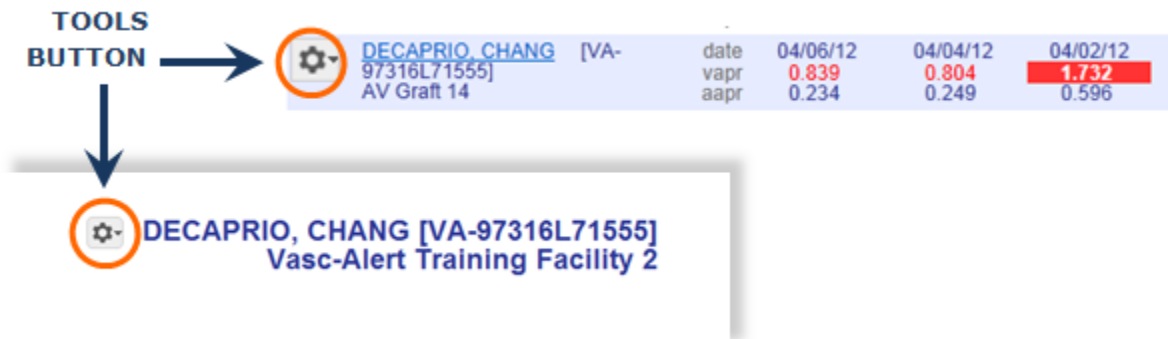 TOOLS
BUTTON
DECAPRIO, CHANG [VA- date 04/06/12 04/04/12 04/02/12
97316L71555] vapr 0.839 0.804 1.732
AV Graft 14 aapr 0.234 0.249 0.596
DECAPRIO, CHANG [VA-97316L71555]
Vasc-Alert Training Facility 2